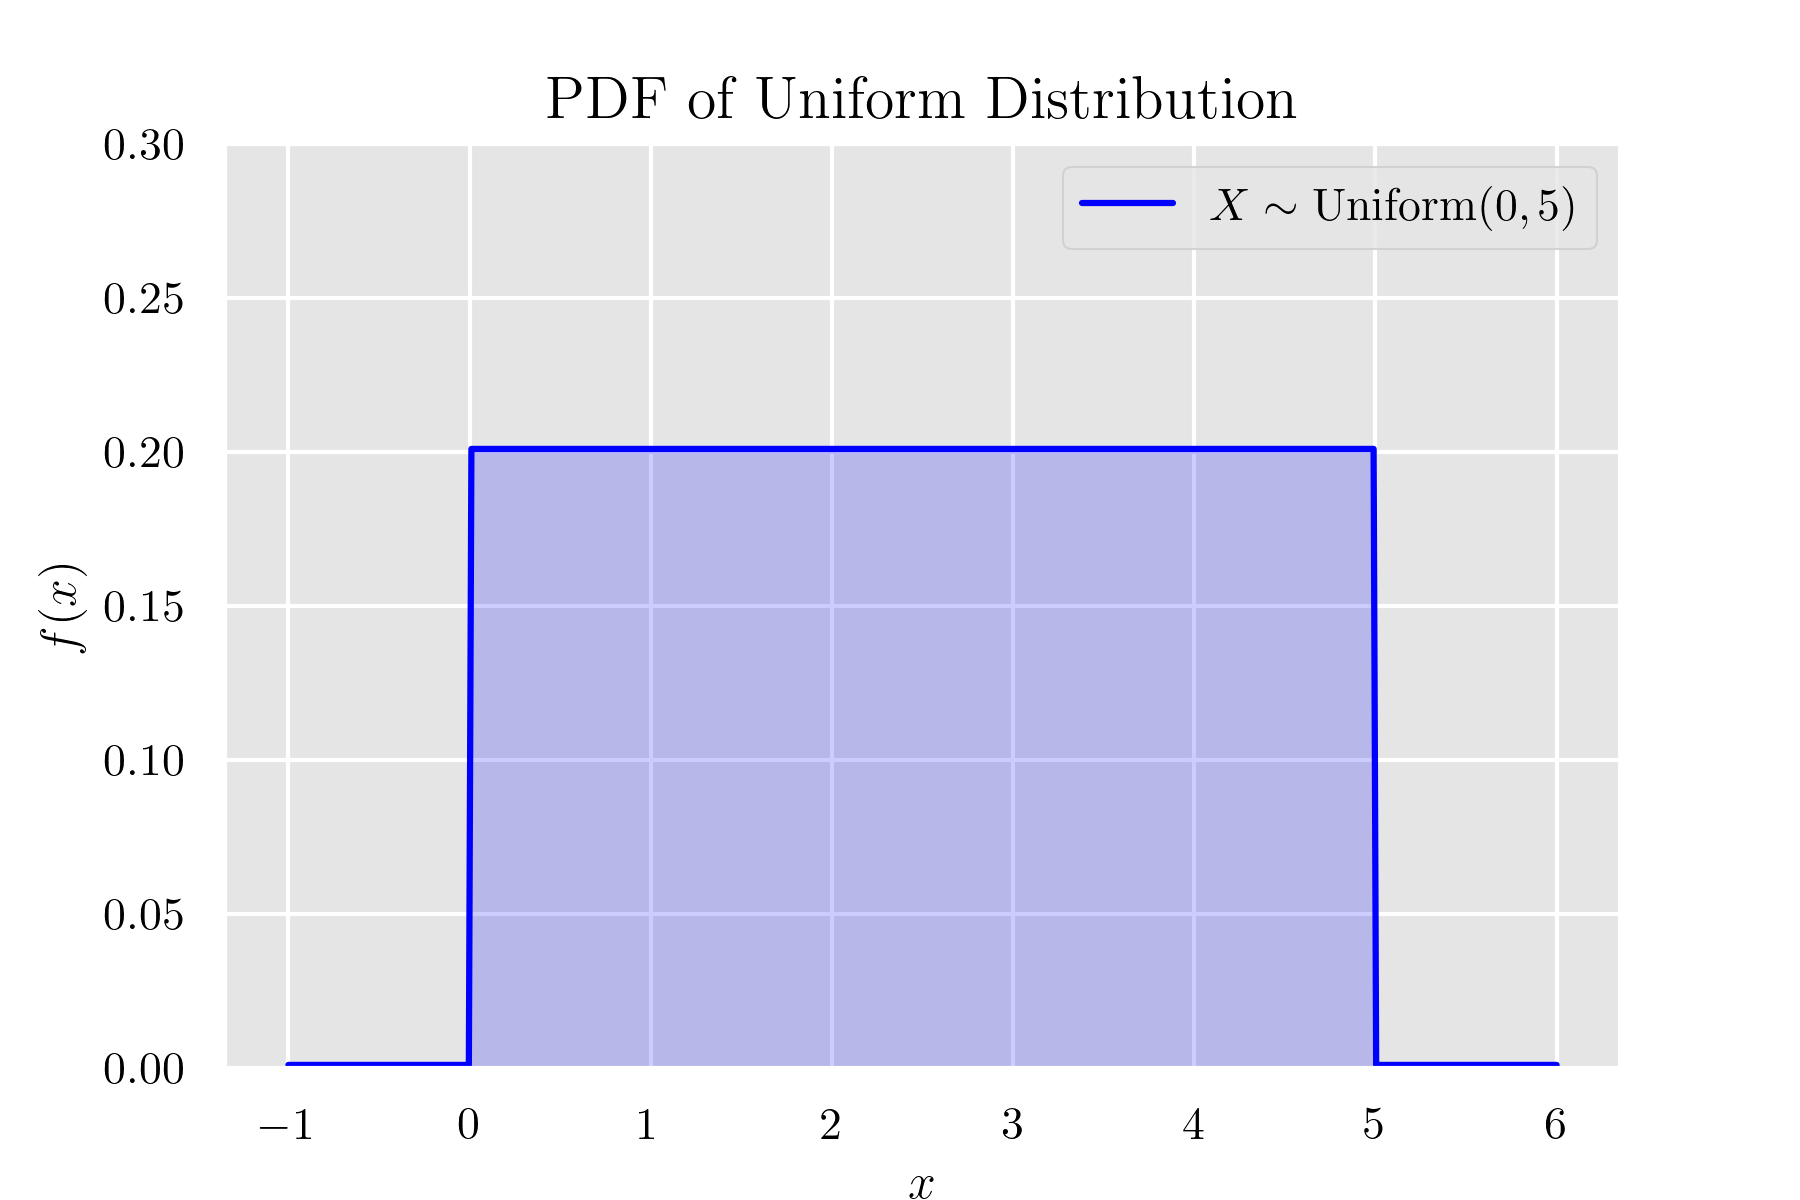 PDF of Uniform Distribution
X ∼ Uniform(0, 5)
f(x)
0.30
0.25
0.20
0.15
0.10
0.05
0.00
−1 0 1 2 3 4 5 6
x